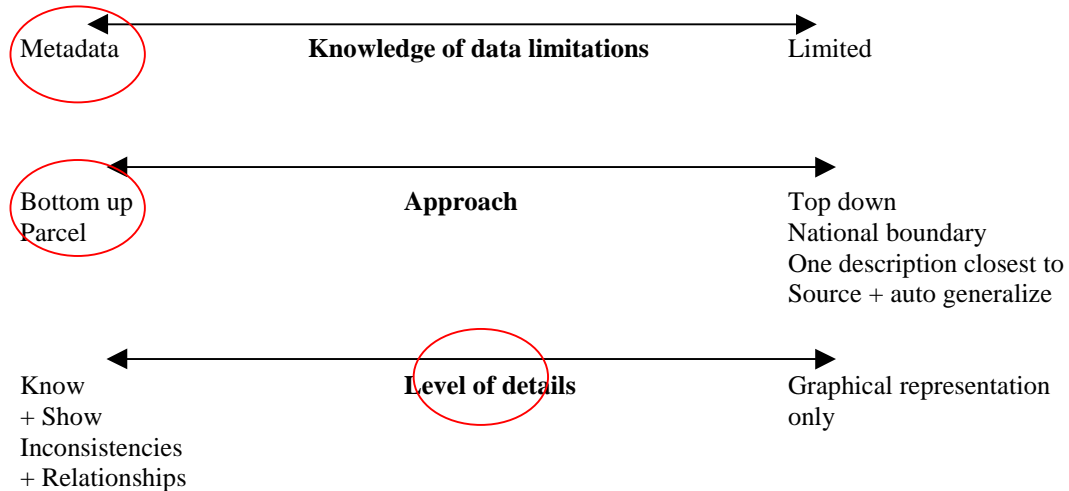 Metadata Knowledge of data limitations Limited
Bottom up Approach Top down
Parcel National boundary
One description closest to
Source + auto generalize
Know Level of details Graphical representation
+ Show only
Inconsistencies
+ Relationships